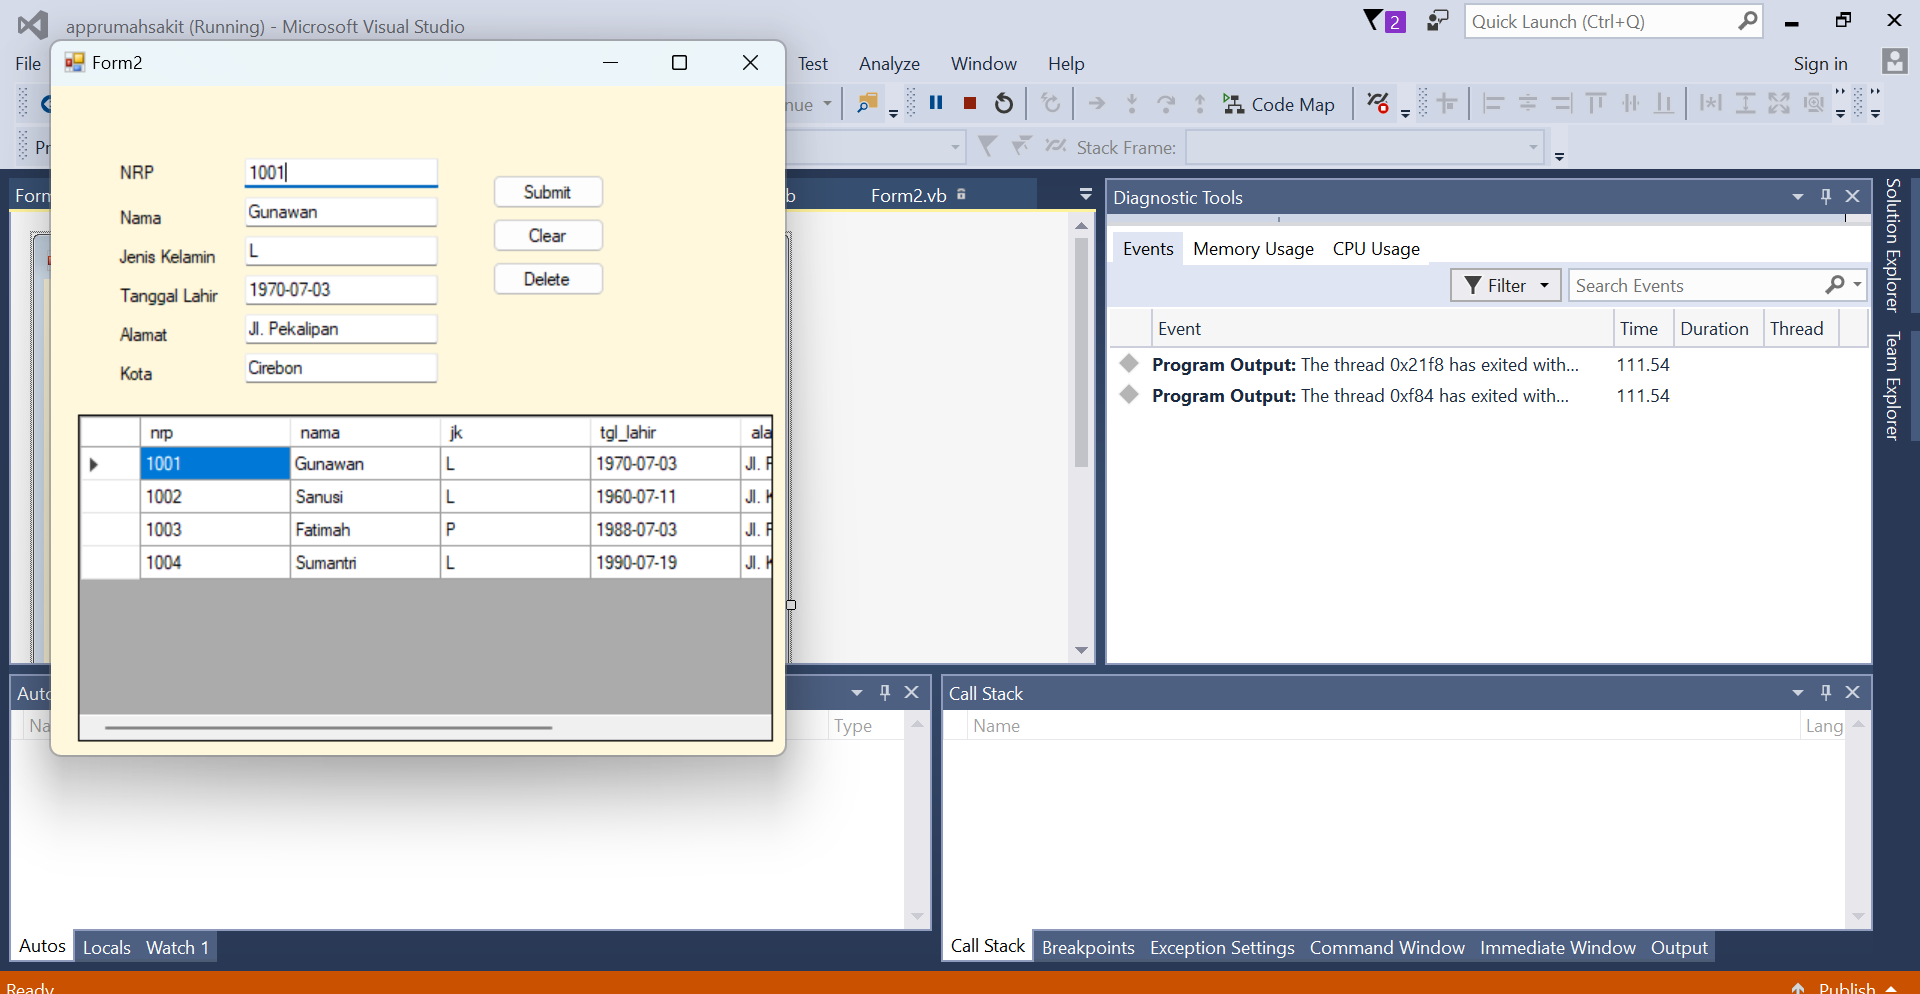 apprumahsakit (Running) - Microsoft Visual Studio
2
Quick Launch (Ctrl+Q)
File
Form2
Test Analyze Window Help
Sign in
Code Map
Stack Frame:
NRP 1001
Nama Gunawan
Jenis Kelamin L
Tanggal Lahir 1970-07-03
Alamat Jl. Pekalipan
Kota Cirebon
Submit
Clear
Delete
nrp nama jk tgl_lahir ala
1001 Gunawan L 1970-07-03 Jl.
1002 Sanusi L 1960-07-11 Jl.
1003 Fatimah P 1988-07-03 Jl.
1004 Sumantri L 1990-07-19 Jl.
Form
Form2.vb
Diagnostic Tools
Events Memory Usage CPU Usage
Filter
Search Events
Event Time Duration Thread
Program Output: The thread 0x21f8 has exited with... 111.54
Program Output: The thread 0xf84 has exited with... 111.54
Solution Explorer
Team Explorer
Auto
Na
Type
Autos Locals Watch 1
Call Stack
Name Lang
Call Stack Breakpoints Exception Settings Command Window Immediate Window Output
Ready
Publish